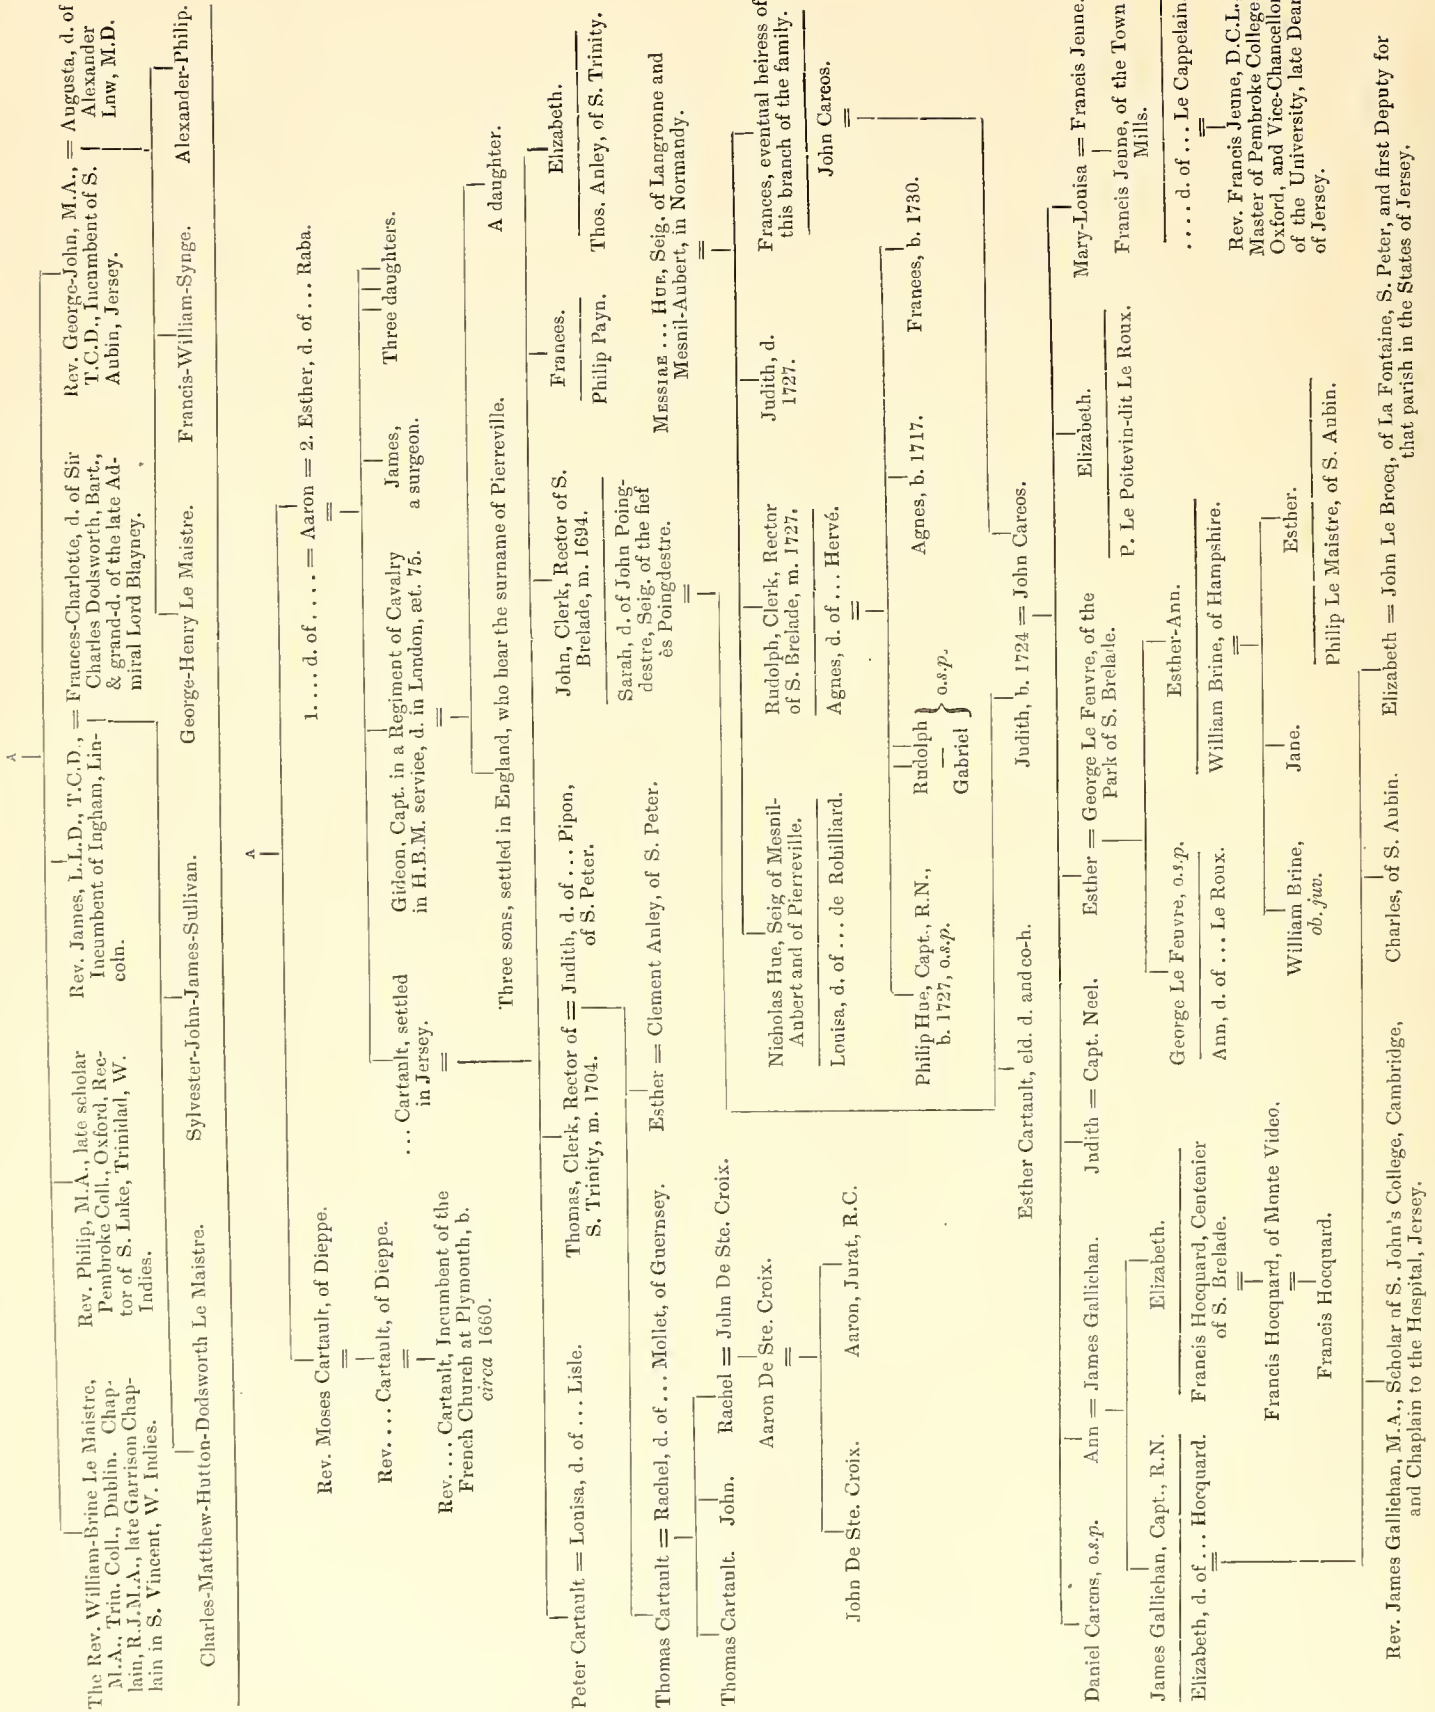 A
The Rev. William-Brine Le Maistre,
M.A., Trin. Coll., Dublin. Chap-
lain, R.J.M.A., late Garrison Chap-
lain in S. Vincent, W. Indies.
Rev. Philip, M.A., late scholar
Pembroke Coll., Oxford, Rec-
tor of S. Luke, Trinidad, W.
Indies.
Rev. James, L.L.D., T.C.D., = Frances-Charlotte, d. of Sir
Incumbent of Ingham, Lin-
coln.
Charles Dodsworth, Bart.,
& grand-d. of the late Ad-
miral Lord Blayney.
Rev. George-John, M.A., = Augusta, d. of
T.C.D., Incumbent of S.
Aubin, Jersey.
Alexander
Lnw, M.D.
Charles-Matthew-Hutton-Dodsworth Le Maistre.
Sylvester-John-James-Sullivan.
George-Henry Le Maistre.
Francis-William-Synge.
Alexander-Philip.
A
Rev. Moses Cartault, of Dieppe.
1. ... d. of .... = Aaron = 2. Esther, d. of ... Raba.
Rev. ... Cartault, of Dieppe.
... Cartault, settled
in Jersey.
Gideon, Capt. in a Regiment of Cavalry
in H.B.M. service, d. in London, æt. 75.
James,
a surgeon.
Three daughters.
Rev. ... Cartault, Incumbent of the
French Church at Plymouth, b.
circa 1660.
Three sons, settled in England, who bear the surname of Pierreville.
A daughter.
Peter Cartault = Louisa, d. of ... Lisle.
Thomas, Clerk, Rector of = Judith, d. of ... Pipon,
S. Trinity, m. 1704.
of S. Peter.
John, Clerk, Rector of S.
Brelade, m. 1694.
Sarah, d. of John Poing-
destre, Seig. of the fief
ès Poingdestre.
Frances.
Philip Payn.
Elizabeth.
Thos. Anley, of S. Trinity.
Thomas Cartault = Rachel, d. of ... Mollet, of Guernsey.
Esther = Clement Anley, of S. Peter.
Messiae ... Hue, Seig. of Langronne and
Mesnil-Aubert, in Normandy.
Thomas Cartault.
John.
Rachel = John De Ste. Croix.
Aaron De Ste. Croix.
John De Ste. Croix.
Aaron, Jurat, R.C.
Nicholas Hue, Seig of Mesnil-
Aubert and of Pierreville.
Louisa, d. of ... de Robilliard.
Rudolph, Clerk, Rector
of S. Brelade, m. 1727.
Agnes, d. of ... Hervé.
Judith, d.
1727.
Frances, eventual heiress of
this branch of the family.
John Careos.
Philip Hue, Capt., R.N.,
b. 1727, o.s.p.
Rudolph
Gabriel } o.s.p.
Agnes, b. 1717.
Frances, b. 1730.
Esther Cartault, eld. d. and co-h.
Judith, b. 1724 = John Careos.
Daniel Carens, o.s.p.
Ann = James Gallichan.
Judith = Capt. Neel.
Esther = George Le Feuvre, of the
Park of S. Brelade.
Elizabeth.
P. Le Poitevin-dit Le Roux.
Mary-Louisa = Francis Jenne.
Francis Jeune, of the Town
Mills.
.... d. of ... Le Cappelain.
Rev. Francis Jeune, D.C.L.
Master of Pembroke College
Oxford, and Vice-Chancellor
of the University, late Dean
of Jersey.
James Gallichan, Capt., R.N.
Elizabeth, d. of ... Hocquard.
Elizabeth.
Francis Hocquard, Centenier
of S. Brelade.
Francis Hocquard, of Monte Video.
Francis Hocquard.
George Le Feuvre, o.s.p.
Ann, d. of ... Le Roux.
Esther-Ann.
William Brine, of Hampshire.
William Brine,
ob. juv.
Jane.
Esther.
Philip Le Maistre, of S. Aubin.
Rev. James Gallichan, M.A., Scholar of S. John's College, Cambridge,
and Chaplain to the Hospital, Jersey.
Charles, of S. Aubin.
Elizabeth = John Le Broeq, of La Fontaine, S. Peter, and first Deputy for
that parish in the States of Jersey.